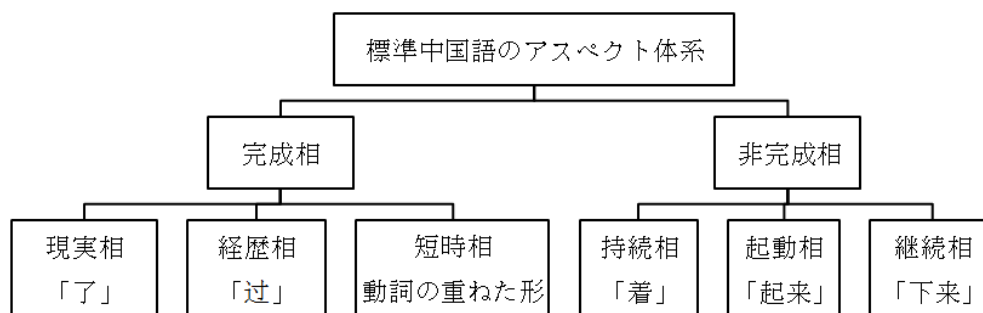 標準中国語のアスペクト体系
完成相
非完成相
現実相
「了」
経歴相
「过」
短時相
動詞の重ねた形
持続相
「着」
起動相
「起来」
継続相
「下来」